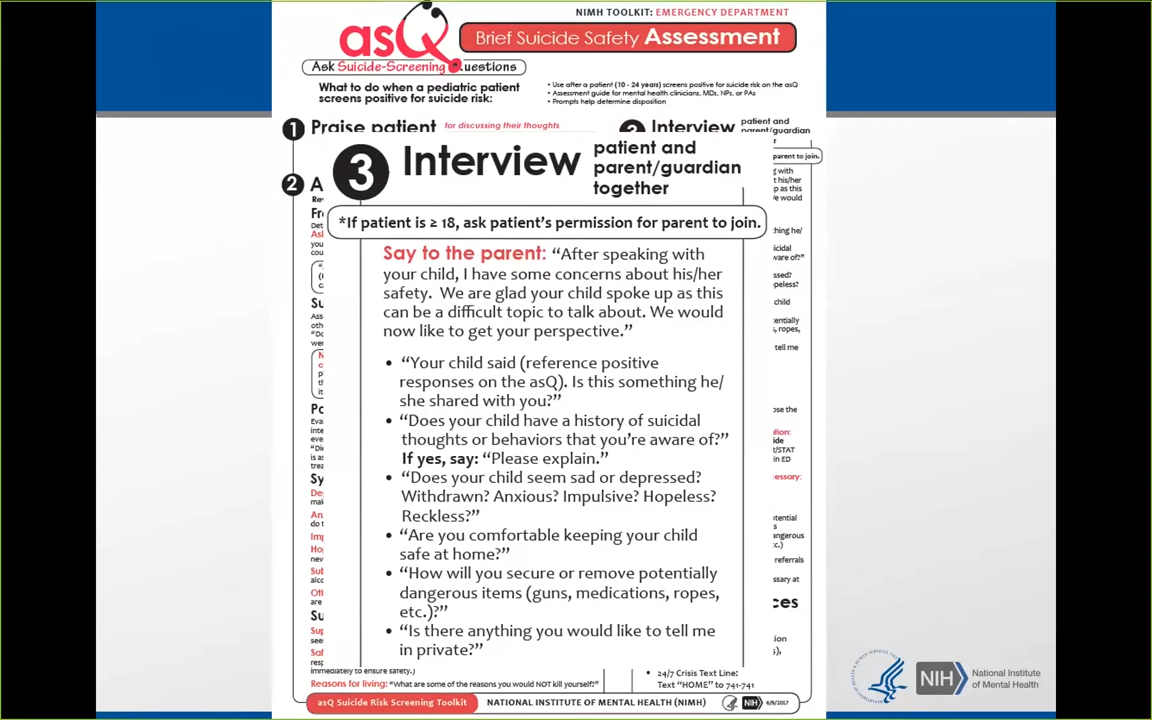 NIMH TOOLKIT: EMERGENCY DEPARTMENT
asQ
Brief Suicide Safety Assessment
Ask Suicide-Screening Questions
What to do when a pediatric patient
screens positive for suicide risk:
• Use after a patient (10 - 24 years) screens positive for suicide risk on the asQ
• Assessment guide for mental health clinicians, MDs, NPs, or PAs
• Prompts help determine disposition
1 Praise patient for discussing their thoughts
2 A
Interview patient and
parent/guardian
parent to join.
3 Interview patient and
parent/guardian
together
*If patient is ≥ 18, ask patient's permission for parent to join.
Say to the parent: “After speaking with
your child, I have some concerns about his/her
safety. We are glad your child spoke up as this
can be a difficult topic to talk about. We would
now like to get your perspective.”
• “Your child said (reference positive
responses on the asQ). Is this something he/
she shared with you?”
• “Does your child have a history of suicidal
thoughts or behaviors that you’re aware of?”
If yes, say: “Please explain.”
• “Does your child seem sad or depressed?
Withdrawn? Anxious? Impulsive? Hopeless?
Reckless?”
• “Are you comfortable keeping your child
safe at home?”
• “How will you secure or remove potentially
dangerous items (guns, medications, ropes,
etc.)?”
• “Is there anything you would like to tell me
in private?”
immediately to ensure safety.)
Reasons for living: “What are some of the reasons you would NOT kill yourself?”
• 24/7 Crisis Text Line:
Text “HOME” to 741-741
asQ Suicide Risk Screening Toolkit NATIONAL INSTITUTE OF MENTAL HEALTH (NIMH) NIH 6/9/2017
NIH National Institute
of Mental Health